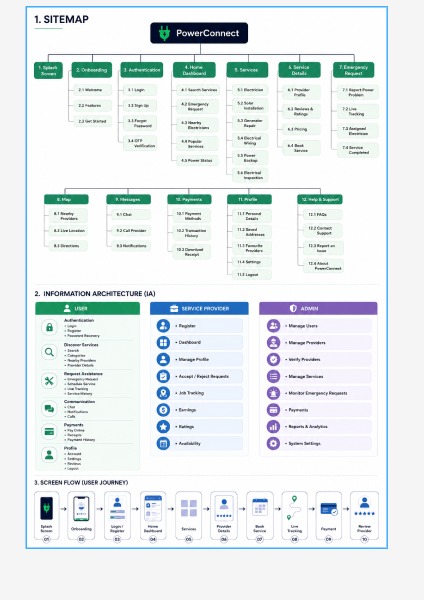 1. SITEMAP
PowerConnect
1. Splash
Screen
2. Onboarding
3. Authentication
4. Home
Dashboard
5. Services
6. Service
Details
7. Emergency
Request
2.1 Welcome
2.2 Features
2.3 Get Started
3.1 Login
3.2 Sign Up
3.3 Forgot
Password
3.4 OTP
Verification
4.1 Search Services
4.2 Emergency
Request
4.3 Nearby
Electricians
4.4 Popular
Services
4.5 Power Status
5.1 Electrician
5.2 Solar
Installation
5.3 Generator
Repair
5.4 Electrical
Wiring
5.5 Power
Backup
5.6 Electrical
Inspection
6.1 Provider
Profile
6.2 Reviews &
Ratings
6.3 Pricing
6.4 Book
Service
7.1 Report Power
Problem
7.2 Live
Tracking
7.3 Assigned
Electrician
7.4 Service
Completed
8. Map
9. Messages
10. Payments
11. Profile
12. Help & Support
8.1 Nearby
Providers
8.2 Live Location
8.3 Directions
9.1 Chat
9.2 Call Provider
9.3 Notifications
10.1 Payment
Methods
10.2 Transaction
History
10.3 Download
Receipt
11.1 Personal
Details
11.2 Saved
Addresses
11.3 Favourite
Providers
11.4 Settings
11.5 Logout
12.1 FAQs
12.2 Contact
Support
12.3 Report an
Issue
12.4 About
PowerConnect
2. INFORMATION ARCHITECTURE (IA)
USER
Authentication
• Login
• Register
• Password Recovery
Discover Services
• Search
• Categories
• Nearby Providers
• Provider Details
Request Assistance
• Emergency Request
• Schedule Service
• Live Tracking
• Service History
Communication
• Chat
• Notifications
• Calls
Payments
• Pay Online
• Receipts
• Payment History
Profile
• Account
• Settings
• Reviews
• Logout
SERVICE PROVIDER
• Register
• Dashboard
• Manage Profile
• Accept / Reject Requests
• Job Tracking
• Earnings
• Ratings
• Availability
ADMIN
• Manage Users
• Manage Providers
• Verify Providers
• Manage Services
• Monitor Emergency Requests
• Payments
• Reports & Analytics
• System Settings
3. SCREEN FLOW (USER JOURNEY)
Splash
Screen
Onboarding
Login /
Register
Home
Dashboard
Services
Provider
Details
Book
Service
Live
Tracking
Payment
Review
Provider
01
02
03
04
05
06
07
08
09
10